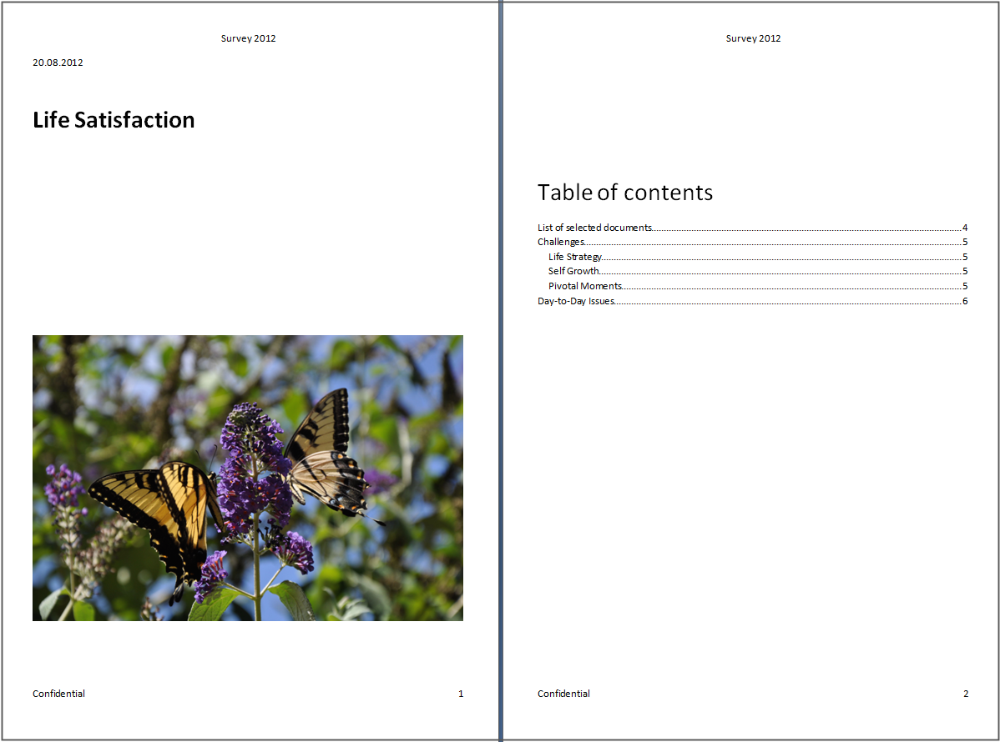 Survey 2012
20.08.2012
Life Satisfaction
Confidential 1
Survey 2012
Table of contents
List of selected documents........4
Challenges........5
Life Strategy........5
Self Growth........5
Pivotal Moments........5
Day-to-Day Issues........6
Confidential 2